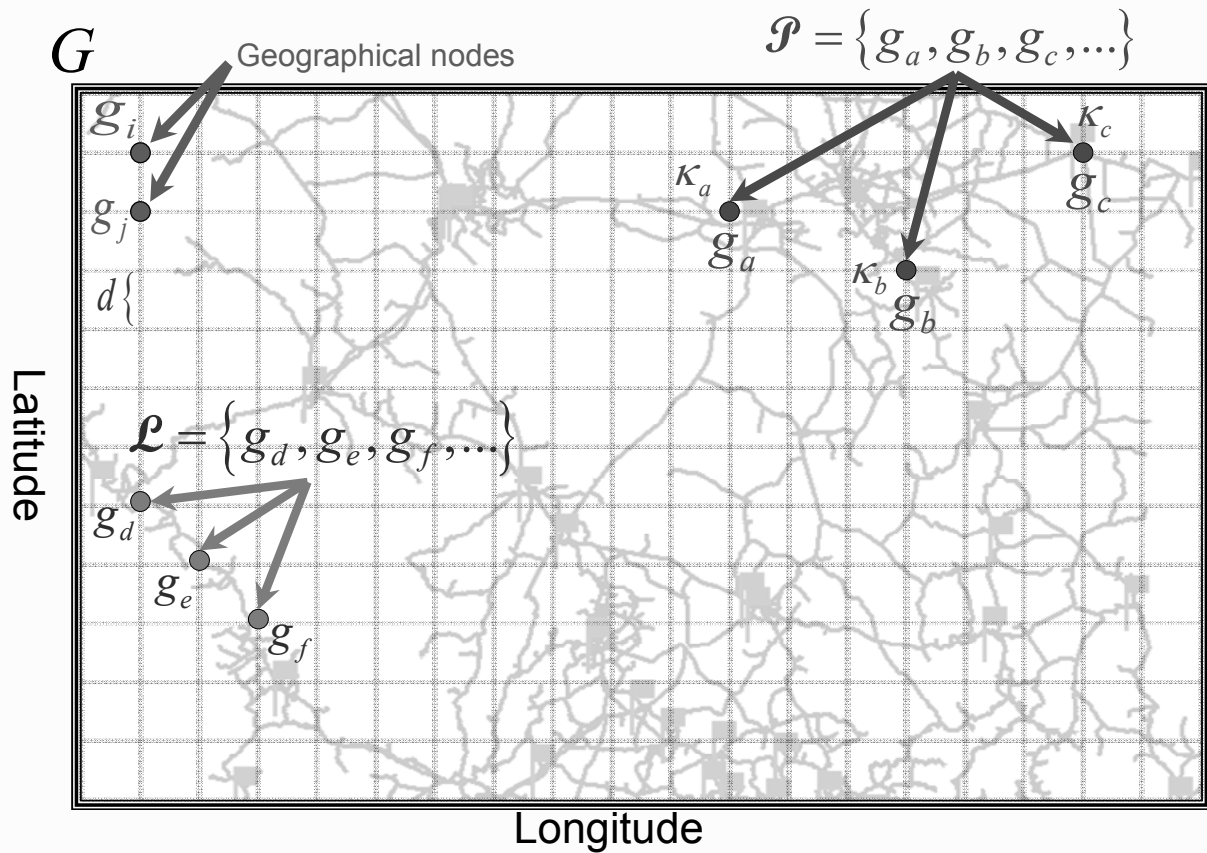 G
Geographical nodes
𝒫 = {g_a, g_b, g_c, ...}
g_i
κ_c
κ_a
g_c
g_j
g_a
d{
κ_b
g_b
Latitude
ℒ = {g_d, g_e, g_f, ...}
g_d
g_e
g_f
Longitude